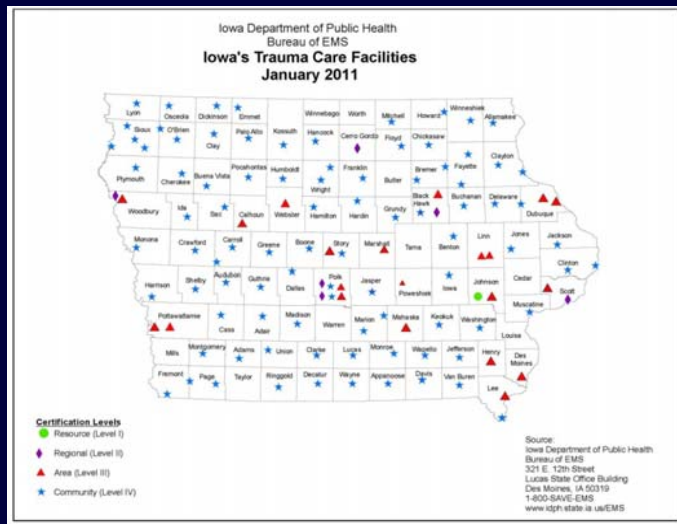 Iowa Department of Public Health
Bureau of EMS
Iowa's Trauma Care Facilities
January 2011
Lyon Osceola Dickinson Emmet Winnebago Worth Mitchell Howard Winneshiek Allamakee
Sioux O'Brien Clay Palo Alto Kossuth Hancock Cerro Gordo Floyd Chickasaw
Plymouth Cherokee Buena Vista Pocahontas Humboldt Wright Franklin Butler Bremer Fayette Clayton
Woodbury Ida Sac Calhoun Webster Hamilton Hardin Grundy Black Hawk Buchanan Delaware Dubuque
Monona Crawford Carroll Greene Boone Story Marshall Tama Benton Linn Jones Jackson
Harrison Shelby Audubon Guthrie Dallas Polk Jasper Poweshiek Iowa Johnson Cedar Clinton Scott
Pottawattamie Cass Adair Madison Warren Marion Mahaska Keokuk Washington Muscatine Louisa
Mills Montgomery Adams Union Clarke Lucas Monroe Wapello Jefferson Henry Des Moines
Fremont Page Taylor Ringgold Decatur Wayne Appanoose Davis Van Buren Lee
Certification Levels
Resource (Level I)
Regional (Level II)
Area (Level III)
Community (Level IV)
Source:
Iowa Department of Public Health
Bureau of EMS
321 E. 12th Street
Lucas State Office Building
Des Moines, IA 50319
1-800-SAVE-EMS
www.idph.state.ia.us/EMS